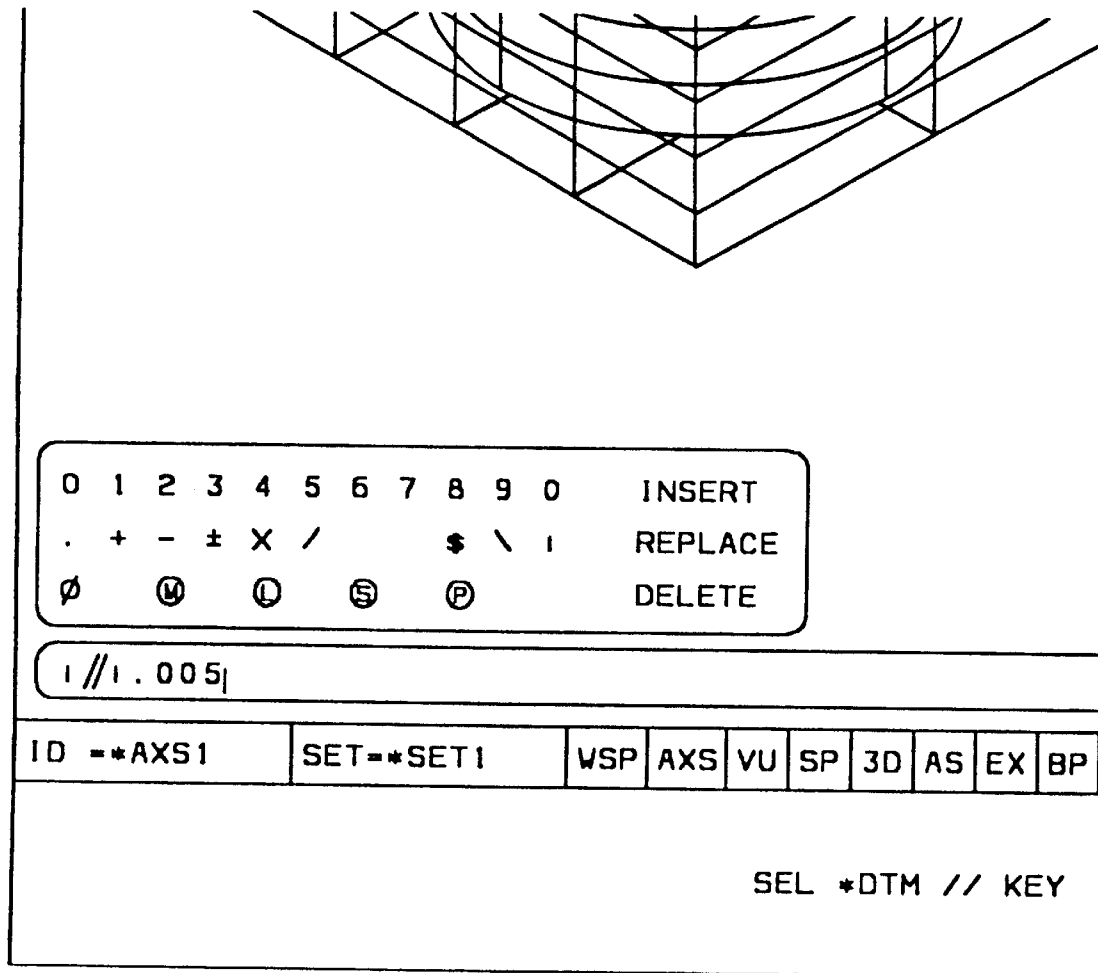 0 1 2 3 4 5 6 7 8 9 0 INSERT
. + - ± X / $ \ ı REPLACE
Ø Ⓜ Ⓛ Ⓢ Ⓟ DELETE
ı//ı.005|
ID =*AXS1 SET=*SET1 WSP AXS VU SP 3D AS EX BP
SEL *DTM // KEY